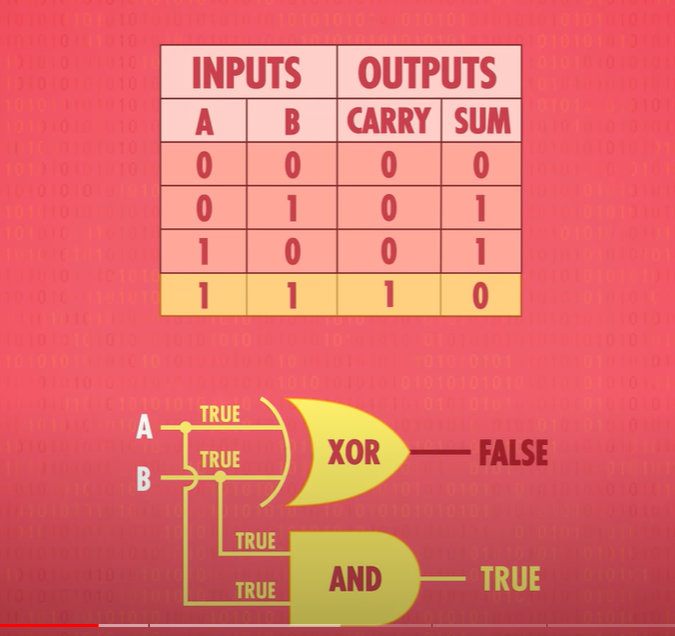 INPUTS OUTPUTS
A B CARRY SUM
0 0 0 0
0 1 0 1
1 0 0 1
1 1 1 0
A TRUE
XOR FALSE
B TRUE
TRUE
AND TRUE
TRUE